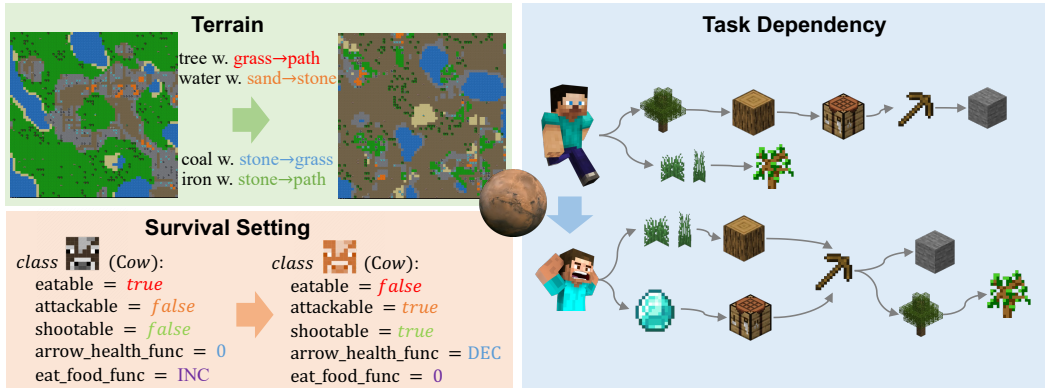 Terrain
tree w. grass→path
water w. sand→stone
coal w. stone→grass
iron w. stone→path
Survival Setting
class (Cow):
eatable = true
attackable = false
shootable = false
arrow_health_func = 0
eat_food_func = INC
class (Cow):
eatable = false
attackable = true
shootable = true
arrow_health_func = DEC
eat_food_func = 0
Task Dependency